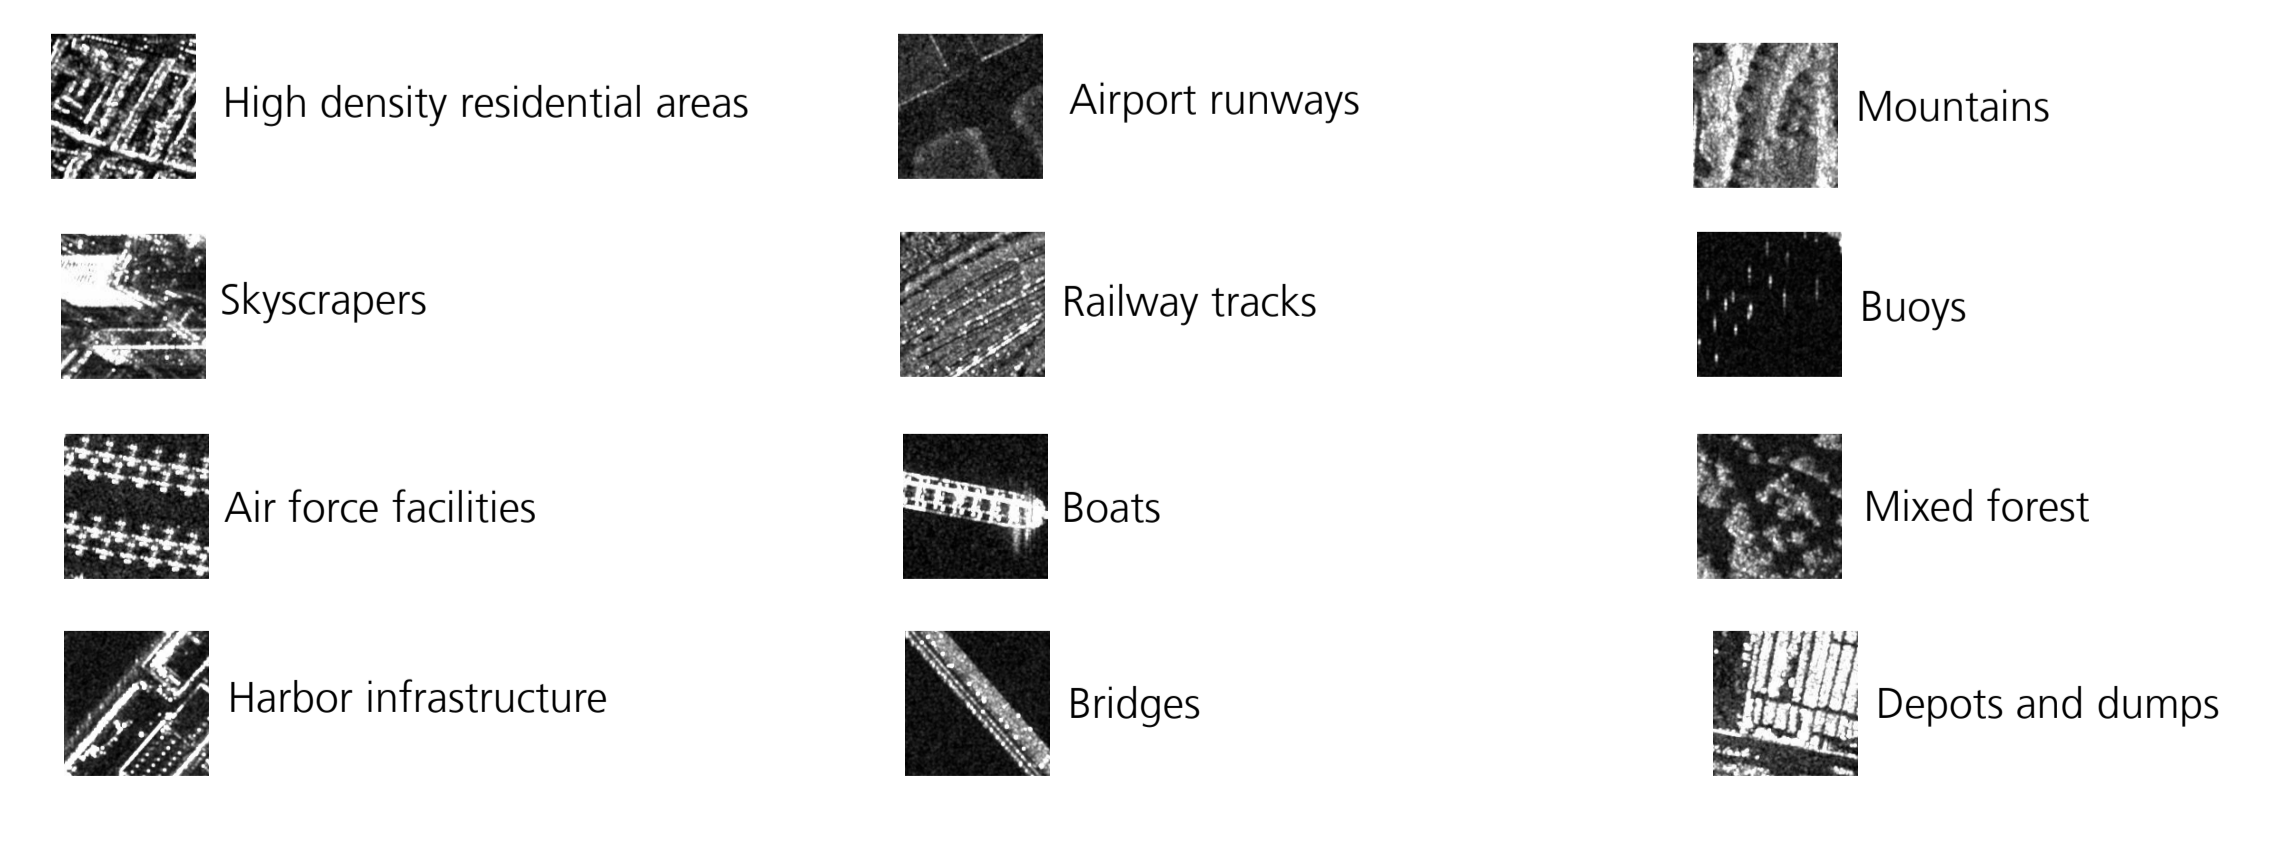 High density residential areas
Airport runways
Mountains
Skyscrapers
Railway tracks
Buoys
Air force facilities
Boats
Mixed forest
Harbor infrastructure
Bridges
Depots and dumps